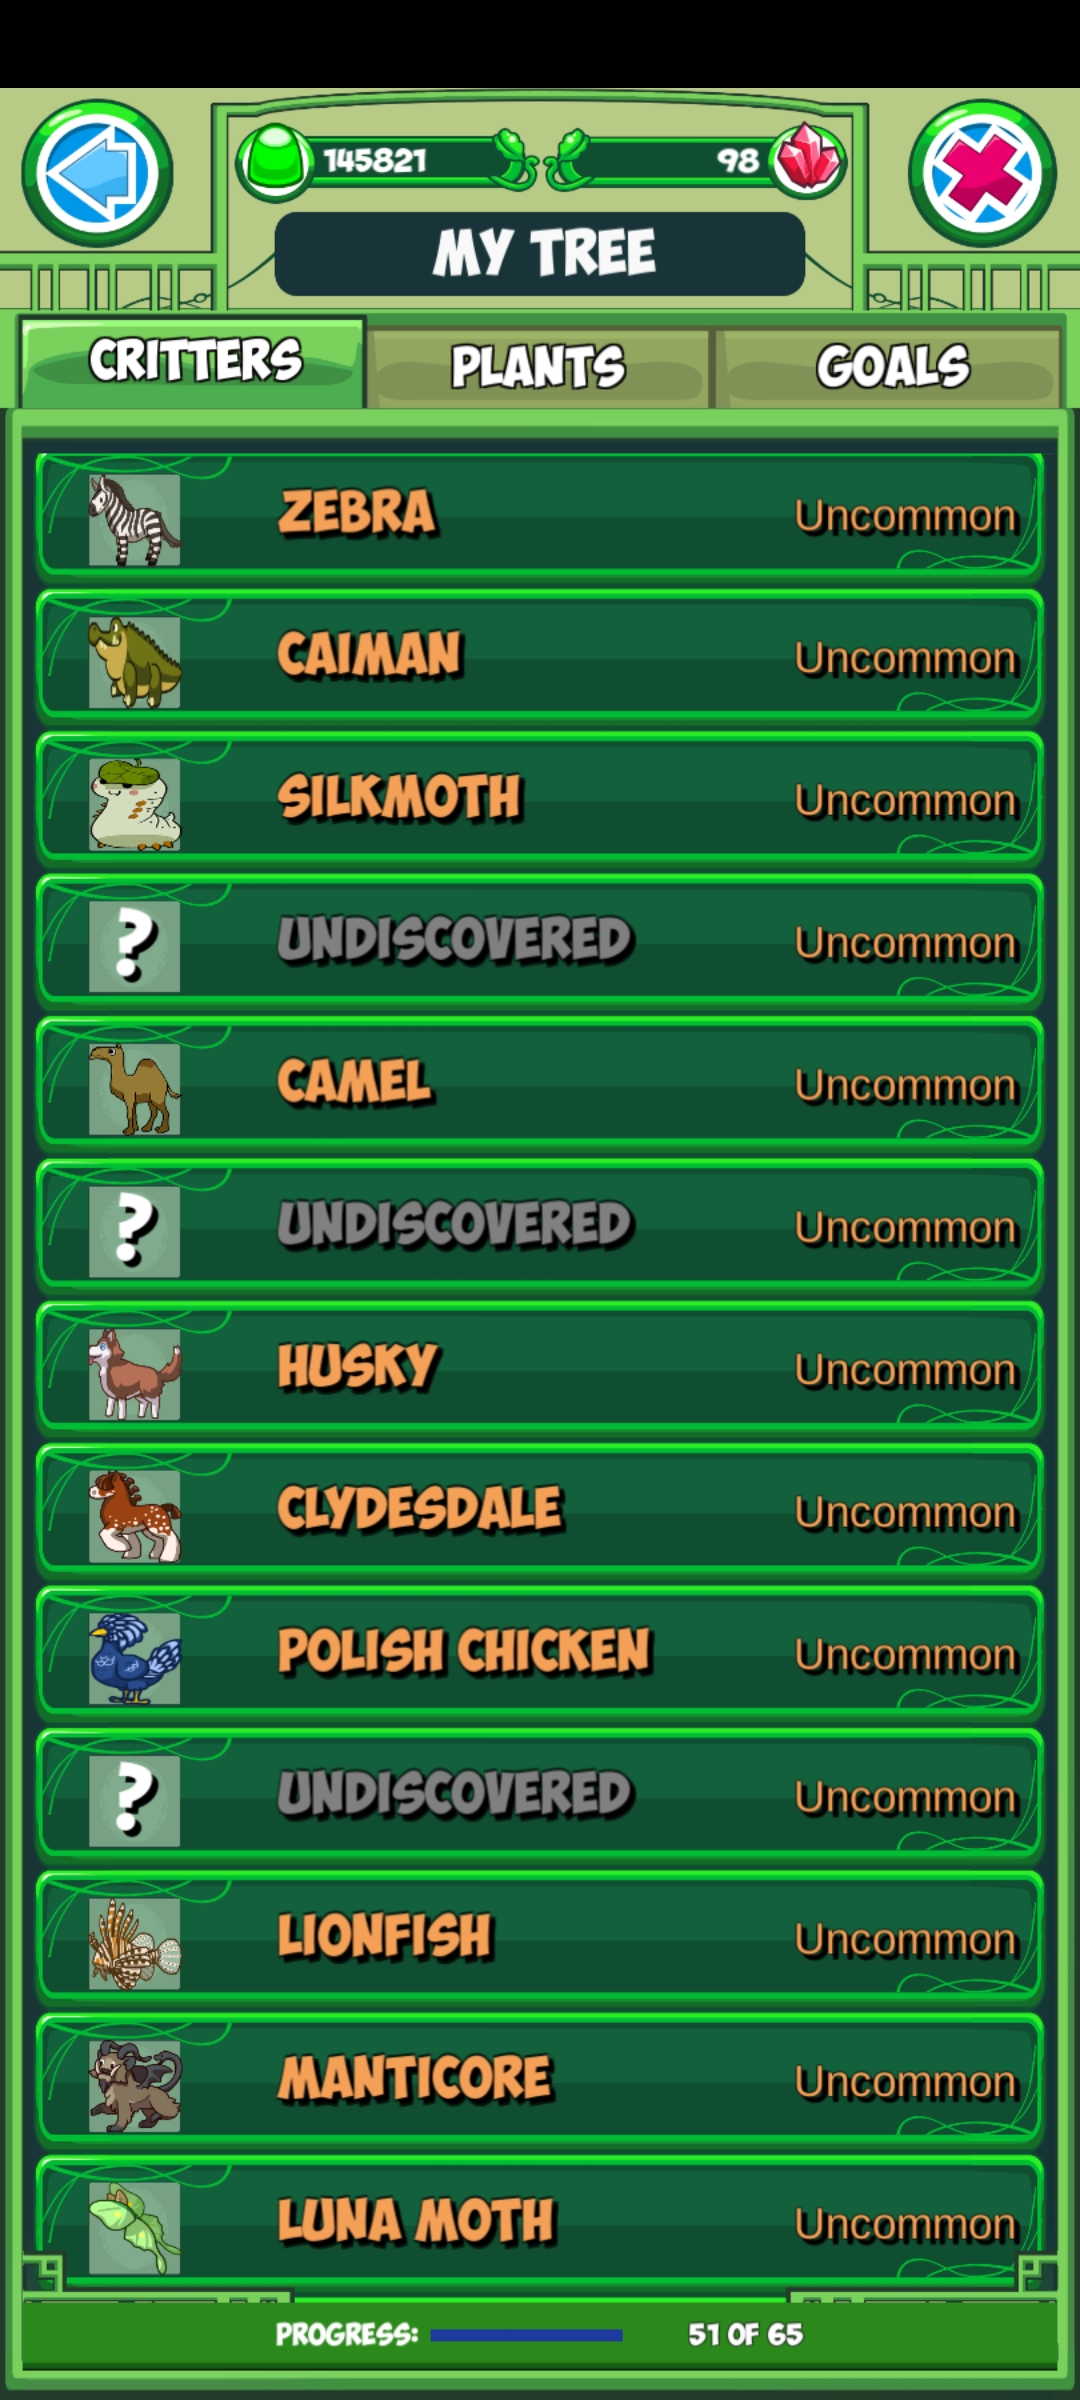 145821
98
MY TREE
CRITTERS
PLANTS
GOALS
ZEBRA Uncommon
CAIMAN Uncommon
SILKMOTH Uncommon
? UNDISCOVERED Uncommon
CAMEL Uncommon
? UNDISCOVERED Uncommon
HUSKY Uncommon
CLYDESDALE Uncommon
POLISH CHICKEN Uncommon
? UNDISCOVERED Uncommon
LIONFISH Uncommon
MANTICORE Uncommon
LUNA MOTH Uncommon
PROGRESS: 51 OF 65